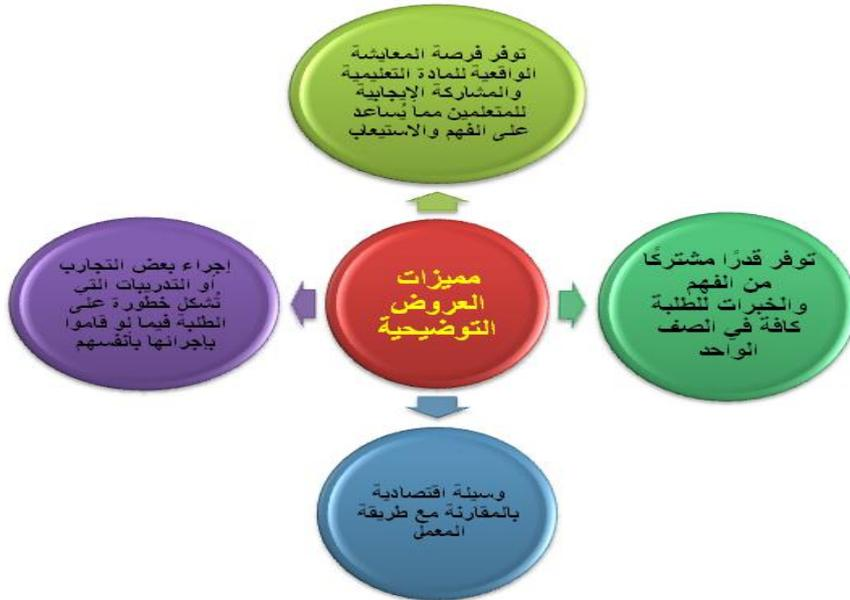 توفر فرصة المعايشة
الواقعية للمادة التعليمية
والمشاركة الإيجابية
للمتعلمين مما يُساعد
على الفهم والاستيعاب
توفر قدرًا مشتركًا
من الفهم
والخبرات للطلبة
كافة في الصف
الواحد
مميزات
العروض
التوضيحية
إجراء بعض التجارب
أو التدريبات التي
تُشكل خطورة على
الطلبة فيما لو قاموا
بإجرائها بأنفسهم
وسيلة اقتصادية
بالمقارنة مع طريقة
المعمل